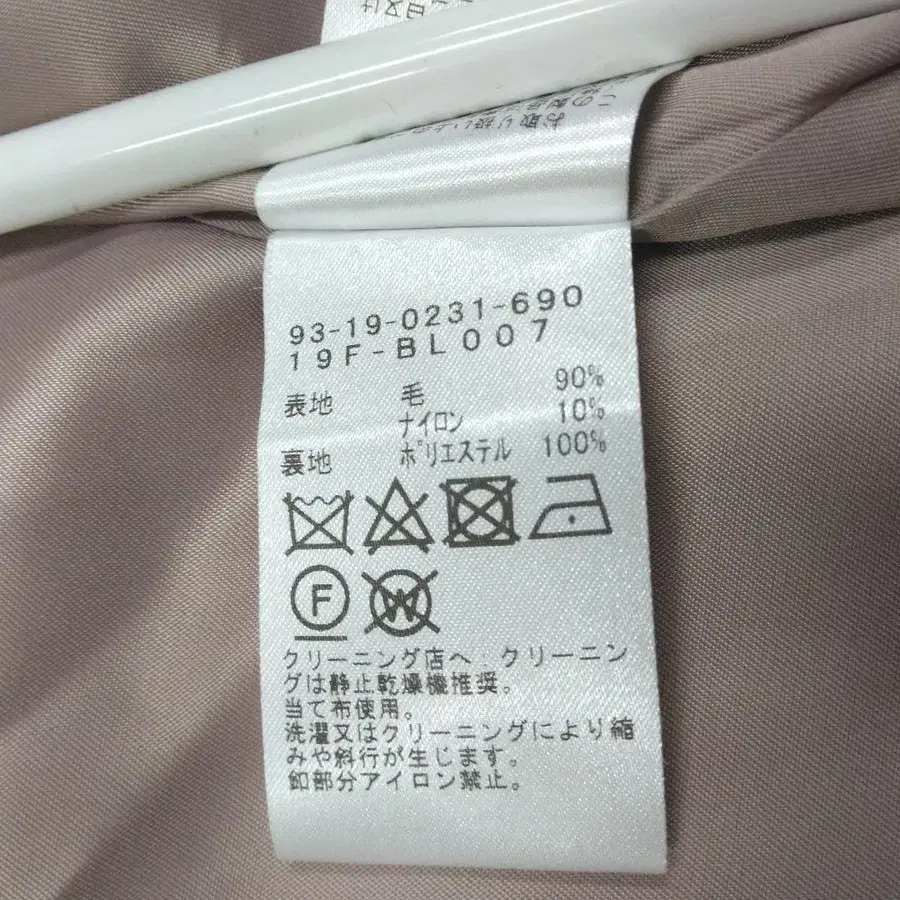 93-19-0231-690
19F-BL007
表地 毛 90%
ナイロン 10%
裏地 ポリエステル 100%
F W
クリーニング店へ.クリーニン
グは静止乾燥機推奨。
当て布使用。
洗濯又はクリーニングにより縮
みや斜行が生じます。
釦部分アイロン禁止。